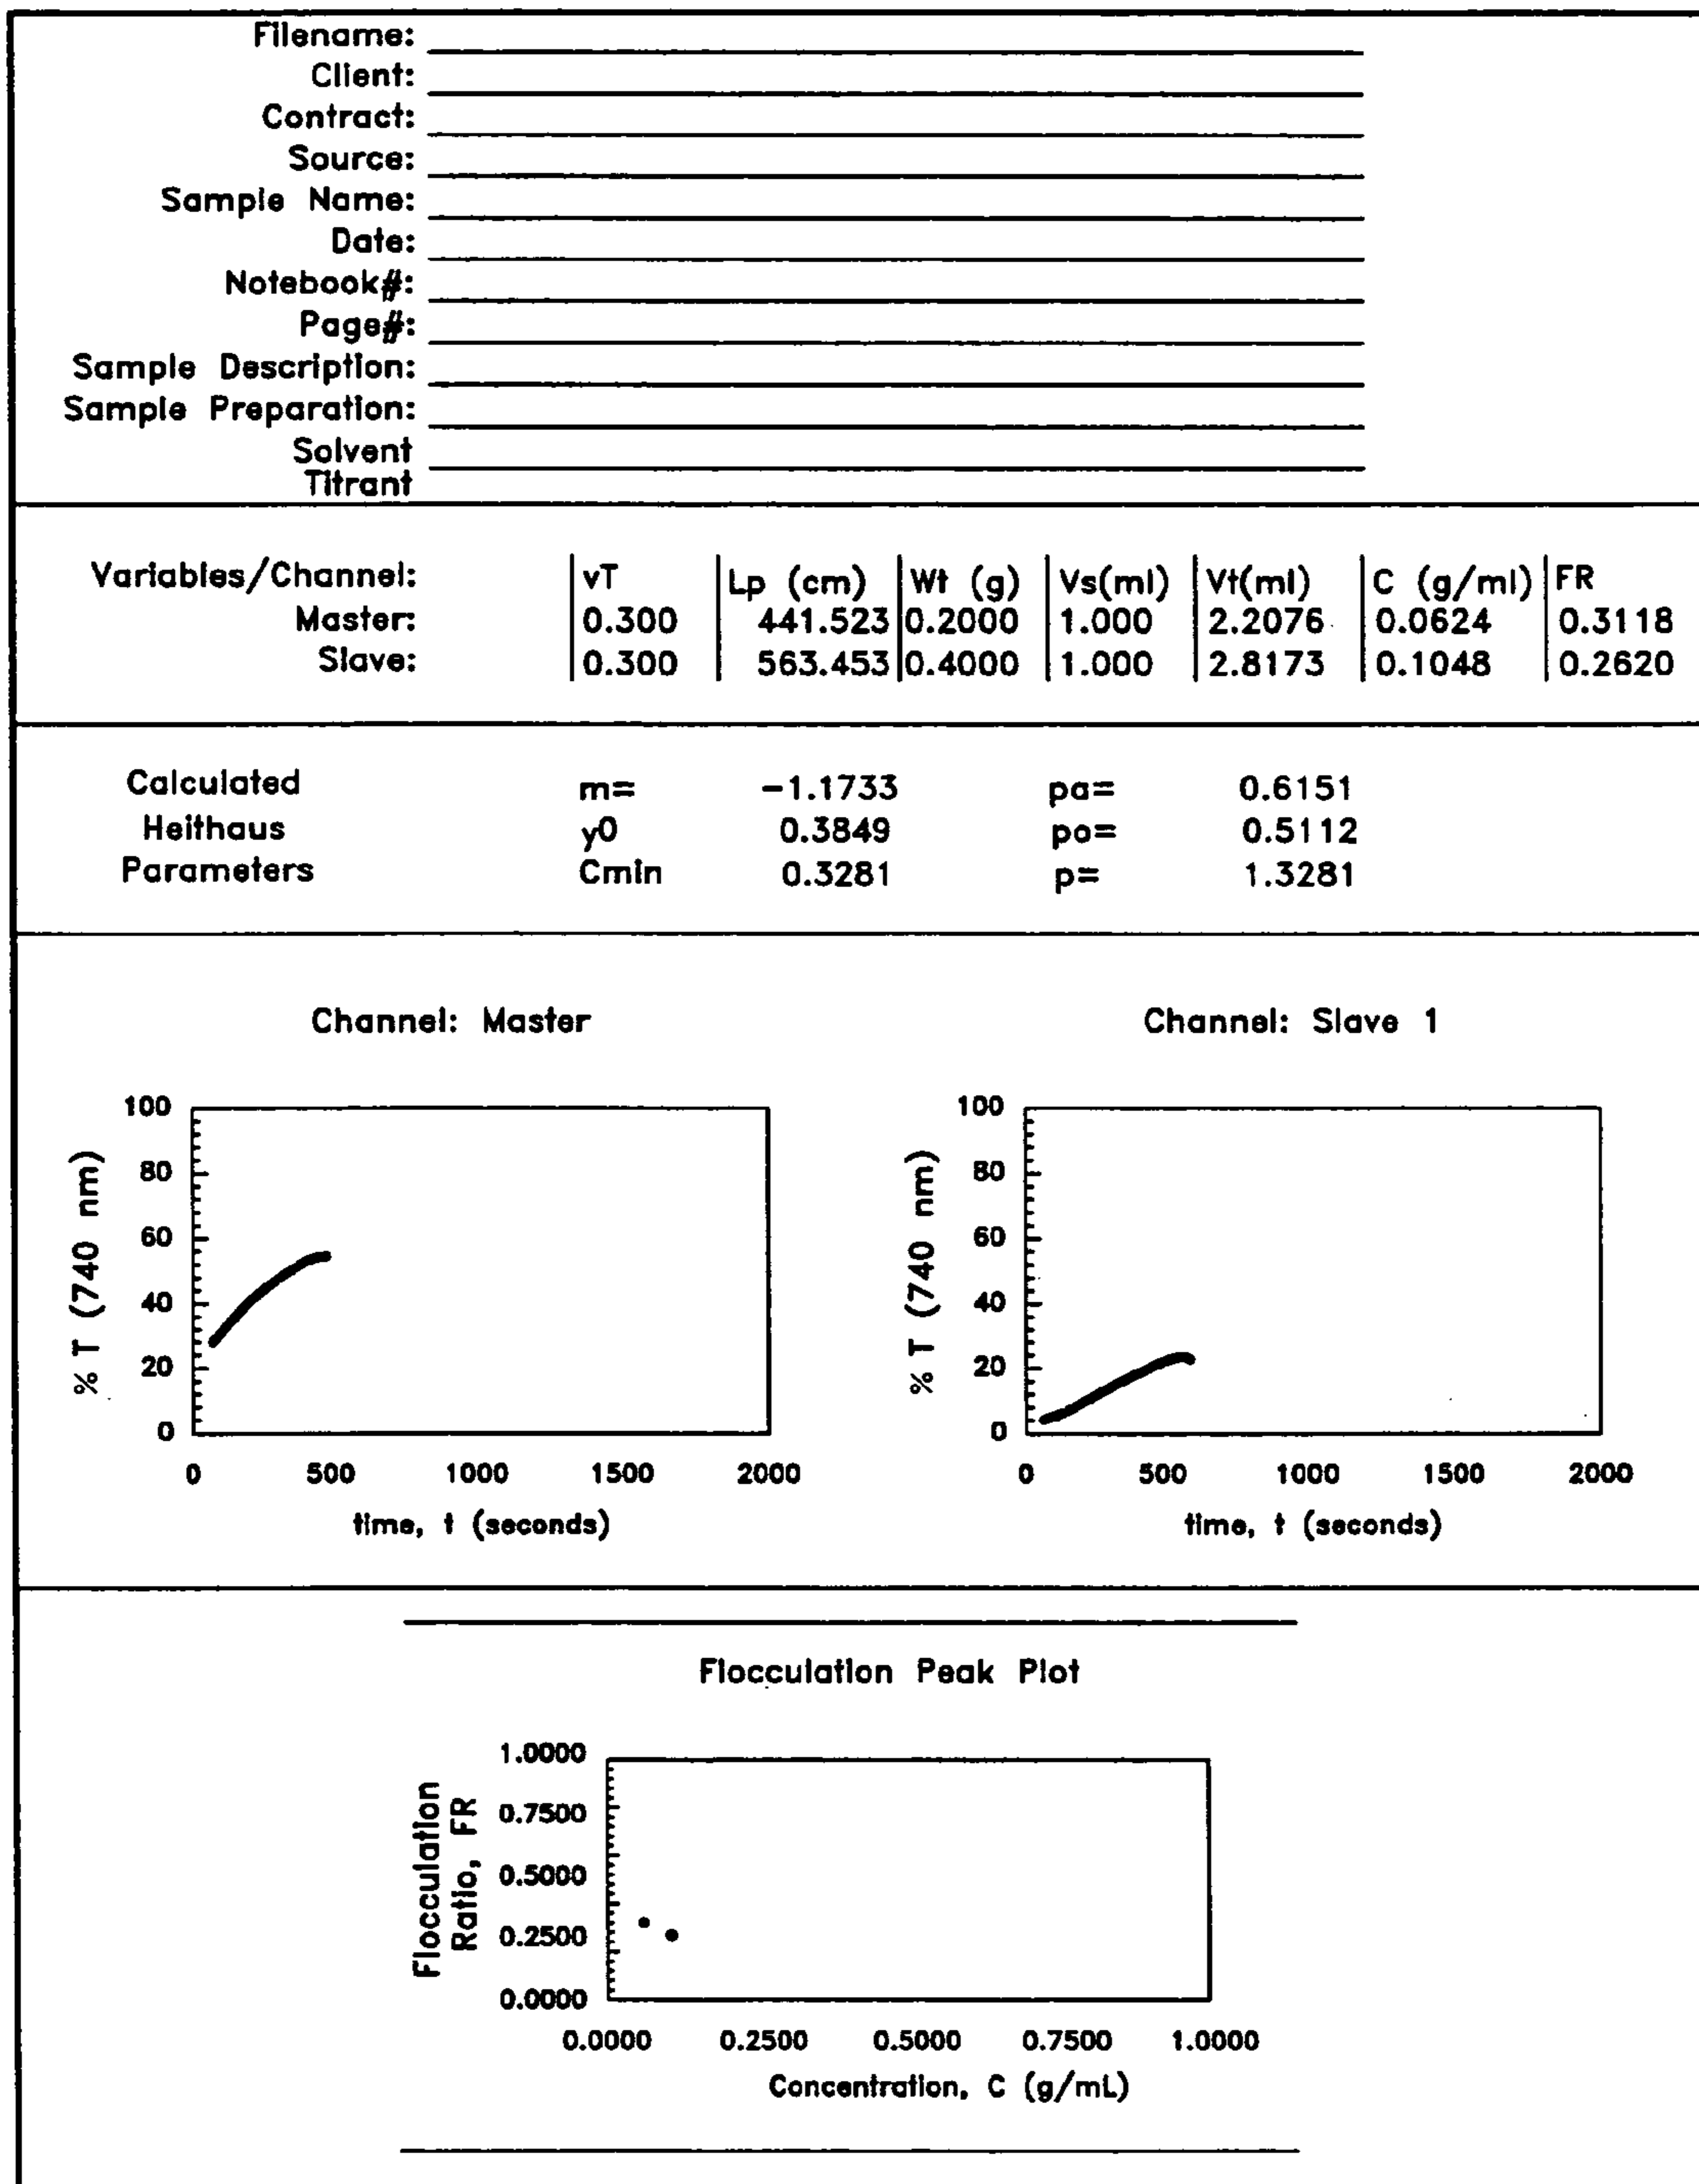 Filename:
Client:
Contract:
Source:
Sample Name:
Date:
Notebook#:
Page#:
Sample Description:
Sample Preparation:
Solvent
Titrant
Variables/Channel: vT Lp (cm) Wt (g) Vs(ml) Vt(ml) C (g/ml) FR
Master: 0.300 441.523 0.2000 1.000 2.2076 0.0624 0.3118
Slave: 0.300 563.453 0.4000 1.000 2.8173 0.1048 0.2620
Calculated m= -1.1733 pa= 0.6151
Heithaus y0 0.3849 po= 0.5112
Parameters Cmin 0.3281 p= 1.3281
Channel: Master
100
80
60
40
20
0
% T (740 nm)
0 500 1000 1500 2000
time, t (seconds)
Channel: Slave 1
100
80
60
40
20
0
% T (740 nm)
0 500 1000 1500 2000
time, t (seconds)
Flocculation Peak Plot
1.0000
0.7500
0.5000
0.2500
0.0000
Flocculation
Ratio, FR
0.0000 0.2500 0.5000 0.7500 1.0000
Concentration, C (g/mL)